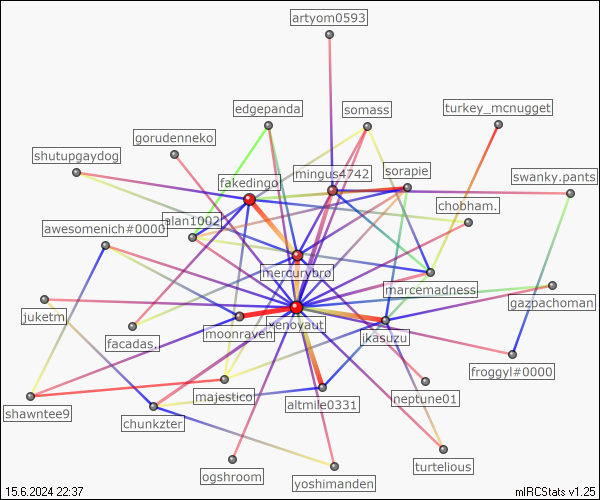 artyom0593
edgepanda
somass
turkey_mcnugget
gorudenneko
shutupgaydog
mingus4742
sorapie
swanky.pants
fakedingo
chobham.
alan1002
awesomenich#0000
mercurybro
marcemadness
gazpachoman
juketm
moonraven
xenoyaut
facadas.
ikasuzu
froggyl#0000
majestico
neptune01
shawntee9
altmile0331
chunkzter
turtelious
ogshroom
yoshimanden
15.6.2024 22:37
mIRCStats v1.25